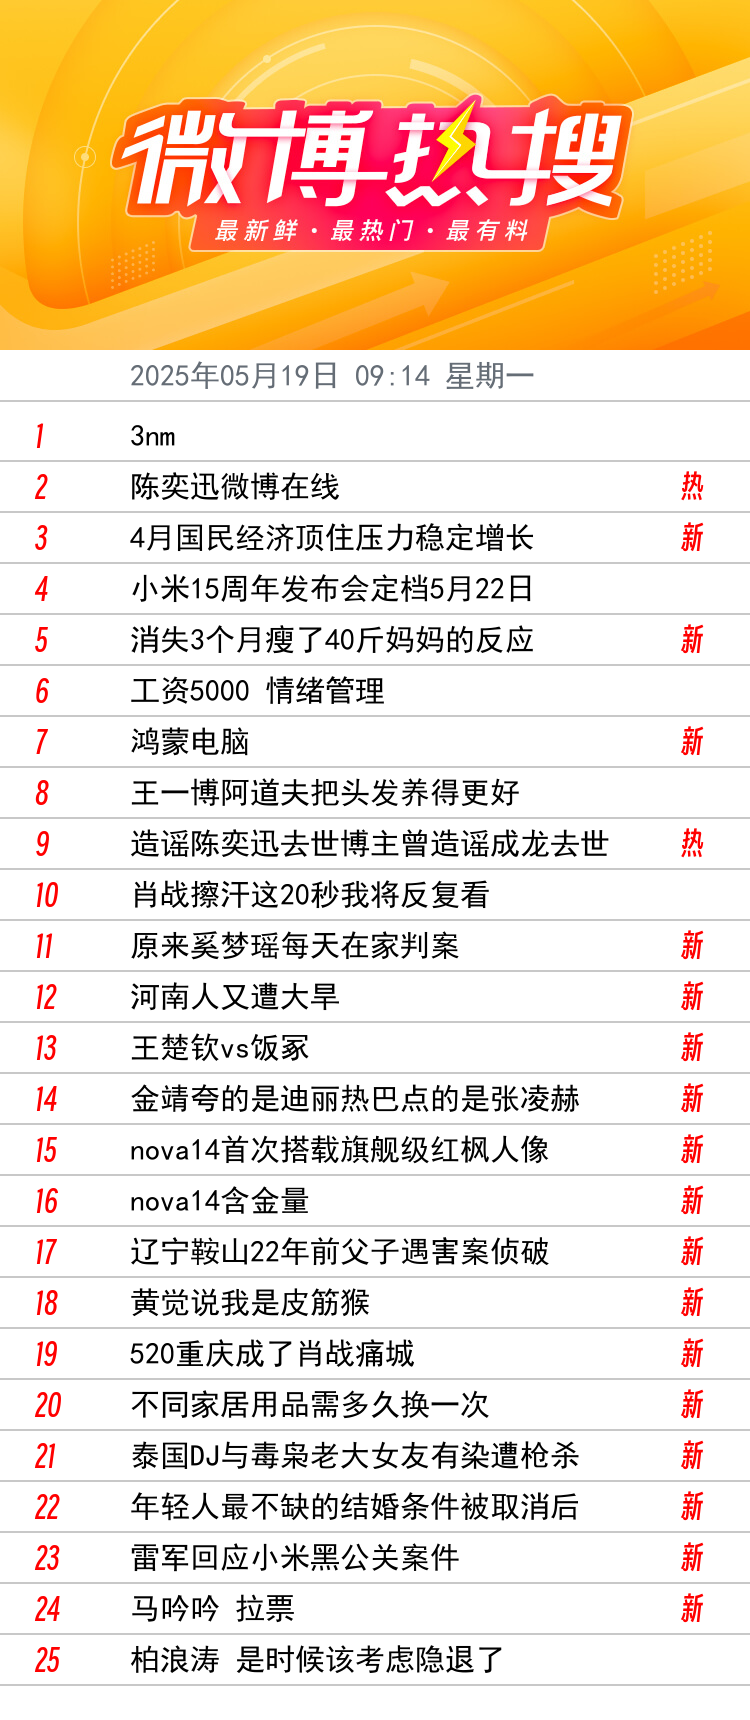 微博热搜
最新鲜·最热门·最有料
2025年05月19日 09:14 星期一
1 3nm
2 陈奕迅微博在线 热
3 4月国民经济顶住压力稳定增长 新
4 小米15周年发布会定档5月22日
5 消失3个月瘦了40斤妈妈的反应 新
6 工资5000 情绪管理
7 鸿蒙电脑 新
8 王一博阿道夫把头发养得更好
9 造谣陈奕迅去世博主曾造谣成龙去世 热
10 肖战擦汗这20秒我将反复看
11 原来奚梦瑶每天在家判案 新
12 河南人又遭大旱 新
13 王楚钦vs饭冢 新
14 金靖夸的是迪丽热巴点的是张凌赫 新
15 nova14首次搭载旗舰级红枫人像 新
16 nova14含金量 新
17 辽宁鞍山22年前父子遇害案侦破 新
18 黄觉说我是皮筋猴 新
19 520重庆成了肖战痛城 新
20 不同家居用品需多久换一次 新
21 泰国DJ与毒枭老大女友有染遭枪杀 新
22 年轻人最不缺的结婚条件被取消后 新
23 雷军回应小米黑公关案件 新
24 马吟吟 拉票 新
25 柏浪涛 是时候该考虑隐退了